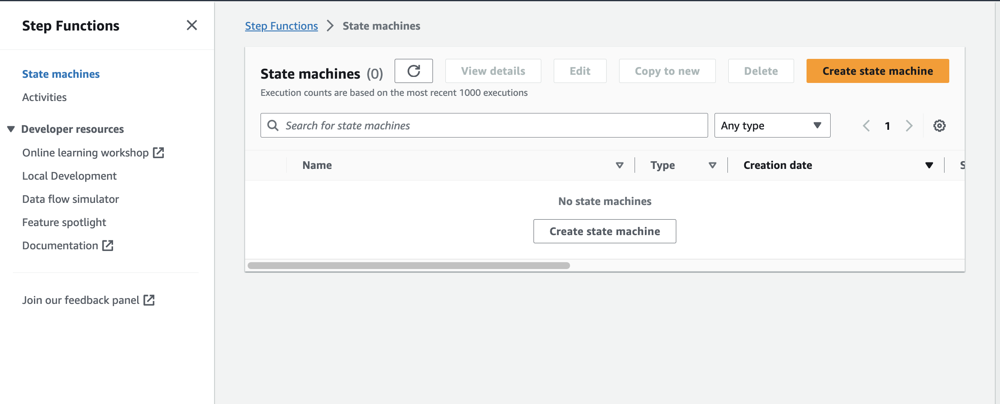 Step Functions
State machines
Activities
Developer resources
Online learning workshop
Local Development
Data flow simulator
Feature spotlight
Documentation
Join our feedback panel
Step Functions State machines
State machines (0) View details Edit Copy to new Delete Create state machine
Execution counts are based on the most recent 1000 executions
Search for state machines Any type 1
Name Type Creation date S
No state machines
Create state machine